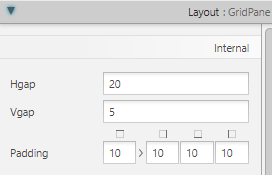 Layout : GridPane
Internal
Hgap 20
Vgap 5
Padding 10 > 10 10 10